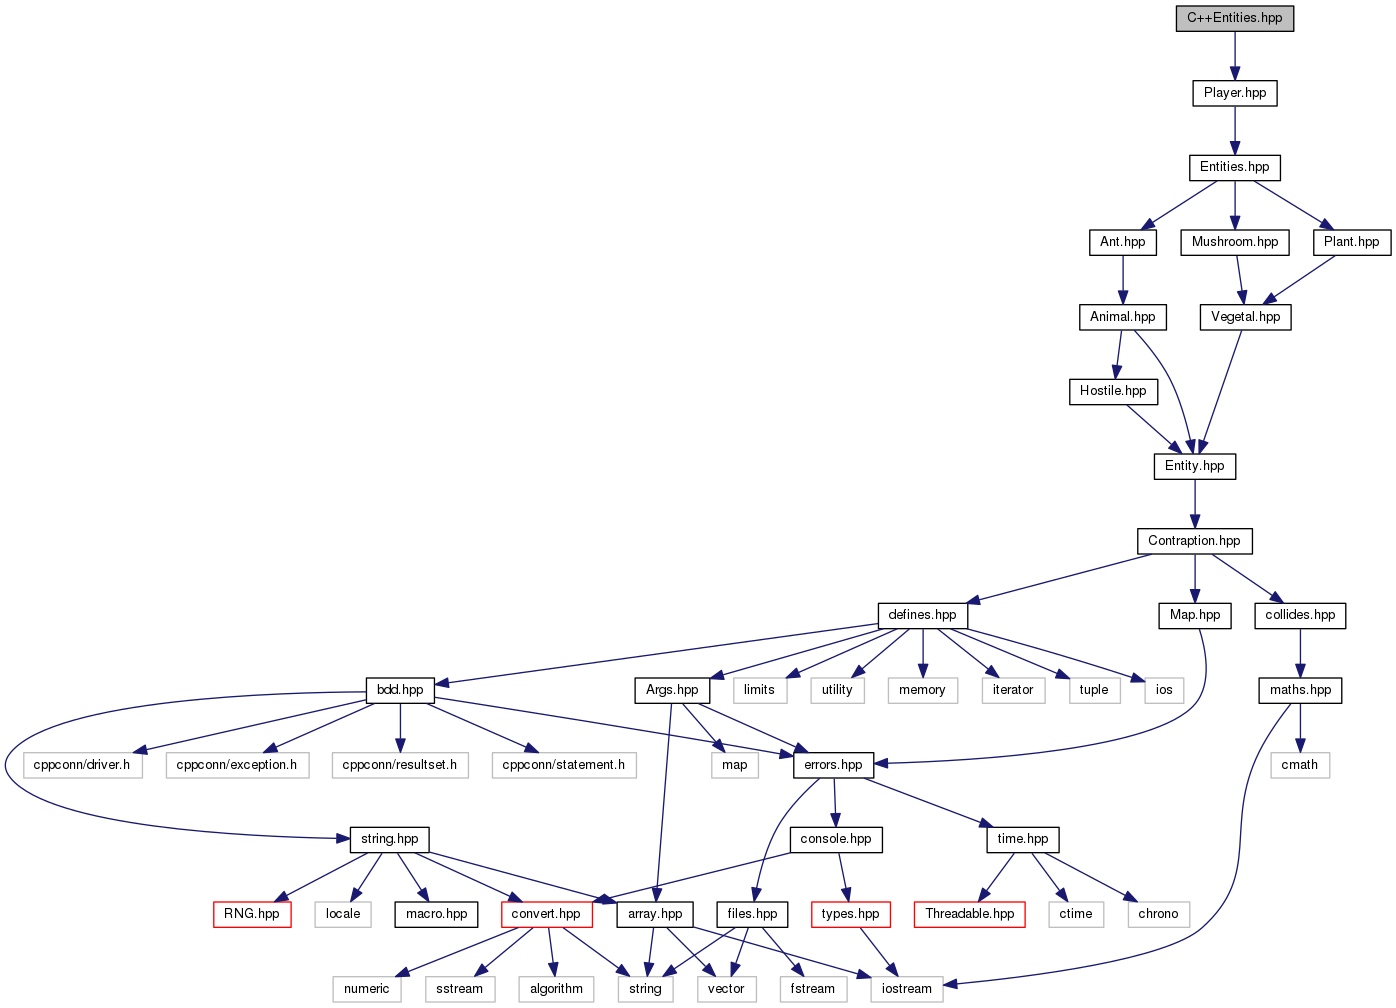 C++Entities.hpp
Player.hpp
Entities.hpp
Ant.hpp
Mushroom.hpp
Plant.hpp
Animal.hpp
Vegetal.hpp
Hostile.hpp
Entity.hpp
Contraption.hpp
defines.hpp
Map.hpp
collides.hpp
bdd.hpp
Args.hpp
limits
utility
memory
iterator
tuple
ios
maths.hpp
cppconn/driver.h
cppconn/exception.h
cppconn/resultset.h
cppconn/statement.h
map
errors.hpp
cmath
string.hpp
console.hpp
time.hpp
RNG.hpp
locale
macro.hpp
convert.hpp
array.hpp
files.hpp
types.hpp
Threadable.hpp
ctime
chrono
numeric
sstream
algorithm
string
vector
fstream
iostream